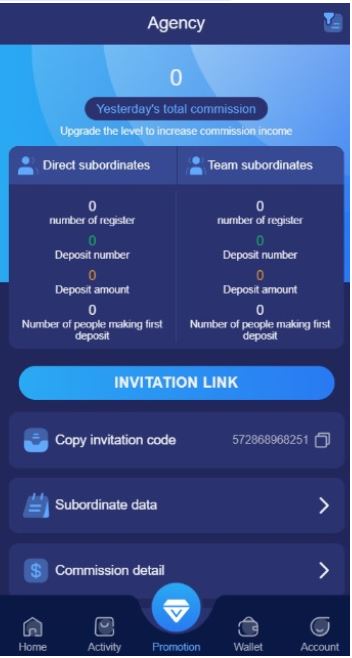 Agency
0
Yesterday's total commission
Upgrade the level to increase commission income
Direct subordinates
Team subordinates
0
number of register
0
Deposit number
0
Deposit amount
0
Number of people making first
deposit
0
number of register
0
Deposit number
0
Deposit amount
0
Number of people making first
deposit
INVITATION LINK
Copy invitation code 572868968251
Subordinate data
$ Commission detail
Home Activity Promotion Wallet Account